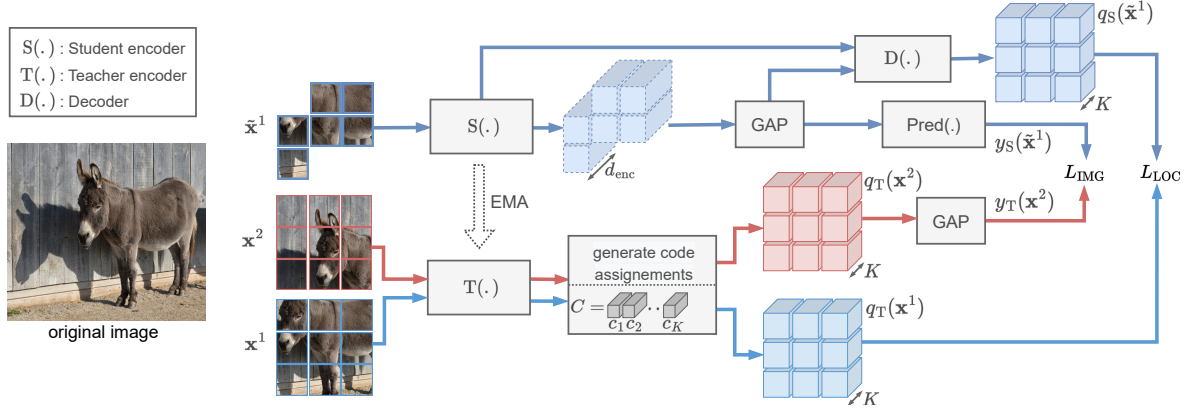 S(.) : Student encoder
T(.) : Teacher encoder
D(.) : Decoder
original image
x̃¹
S(.)
d_enc
GAP
D(.)
Pred(.)
q_S(x̃¹)
K
y_S(x̃¹)
L_IMG
L_LOC
EMA
x²
x¹
T(.)
generate code
assignements
C =
..
c₁ c₂ c_K
q_T(x²)
K
GAP
y_T(x²)
q_T(x¹)
K